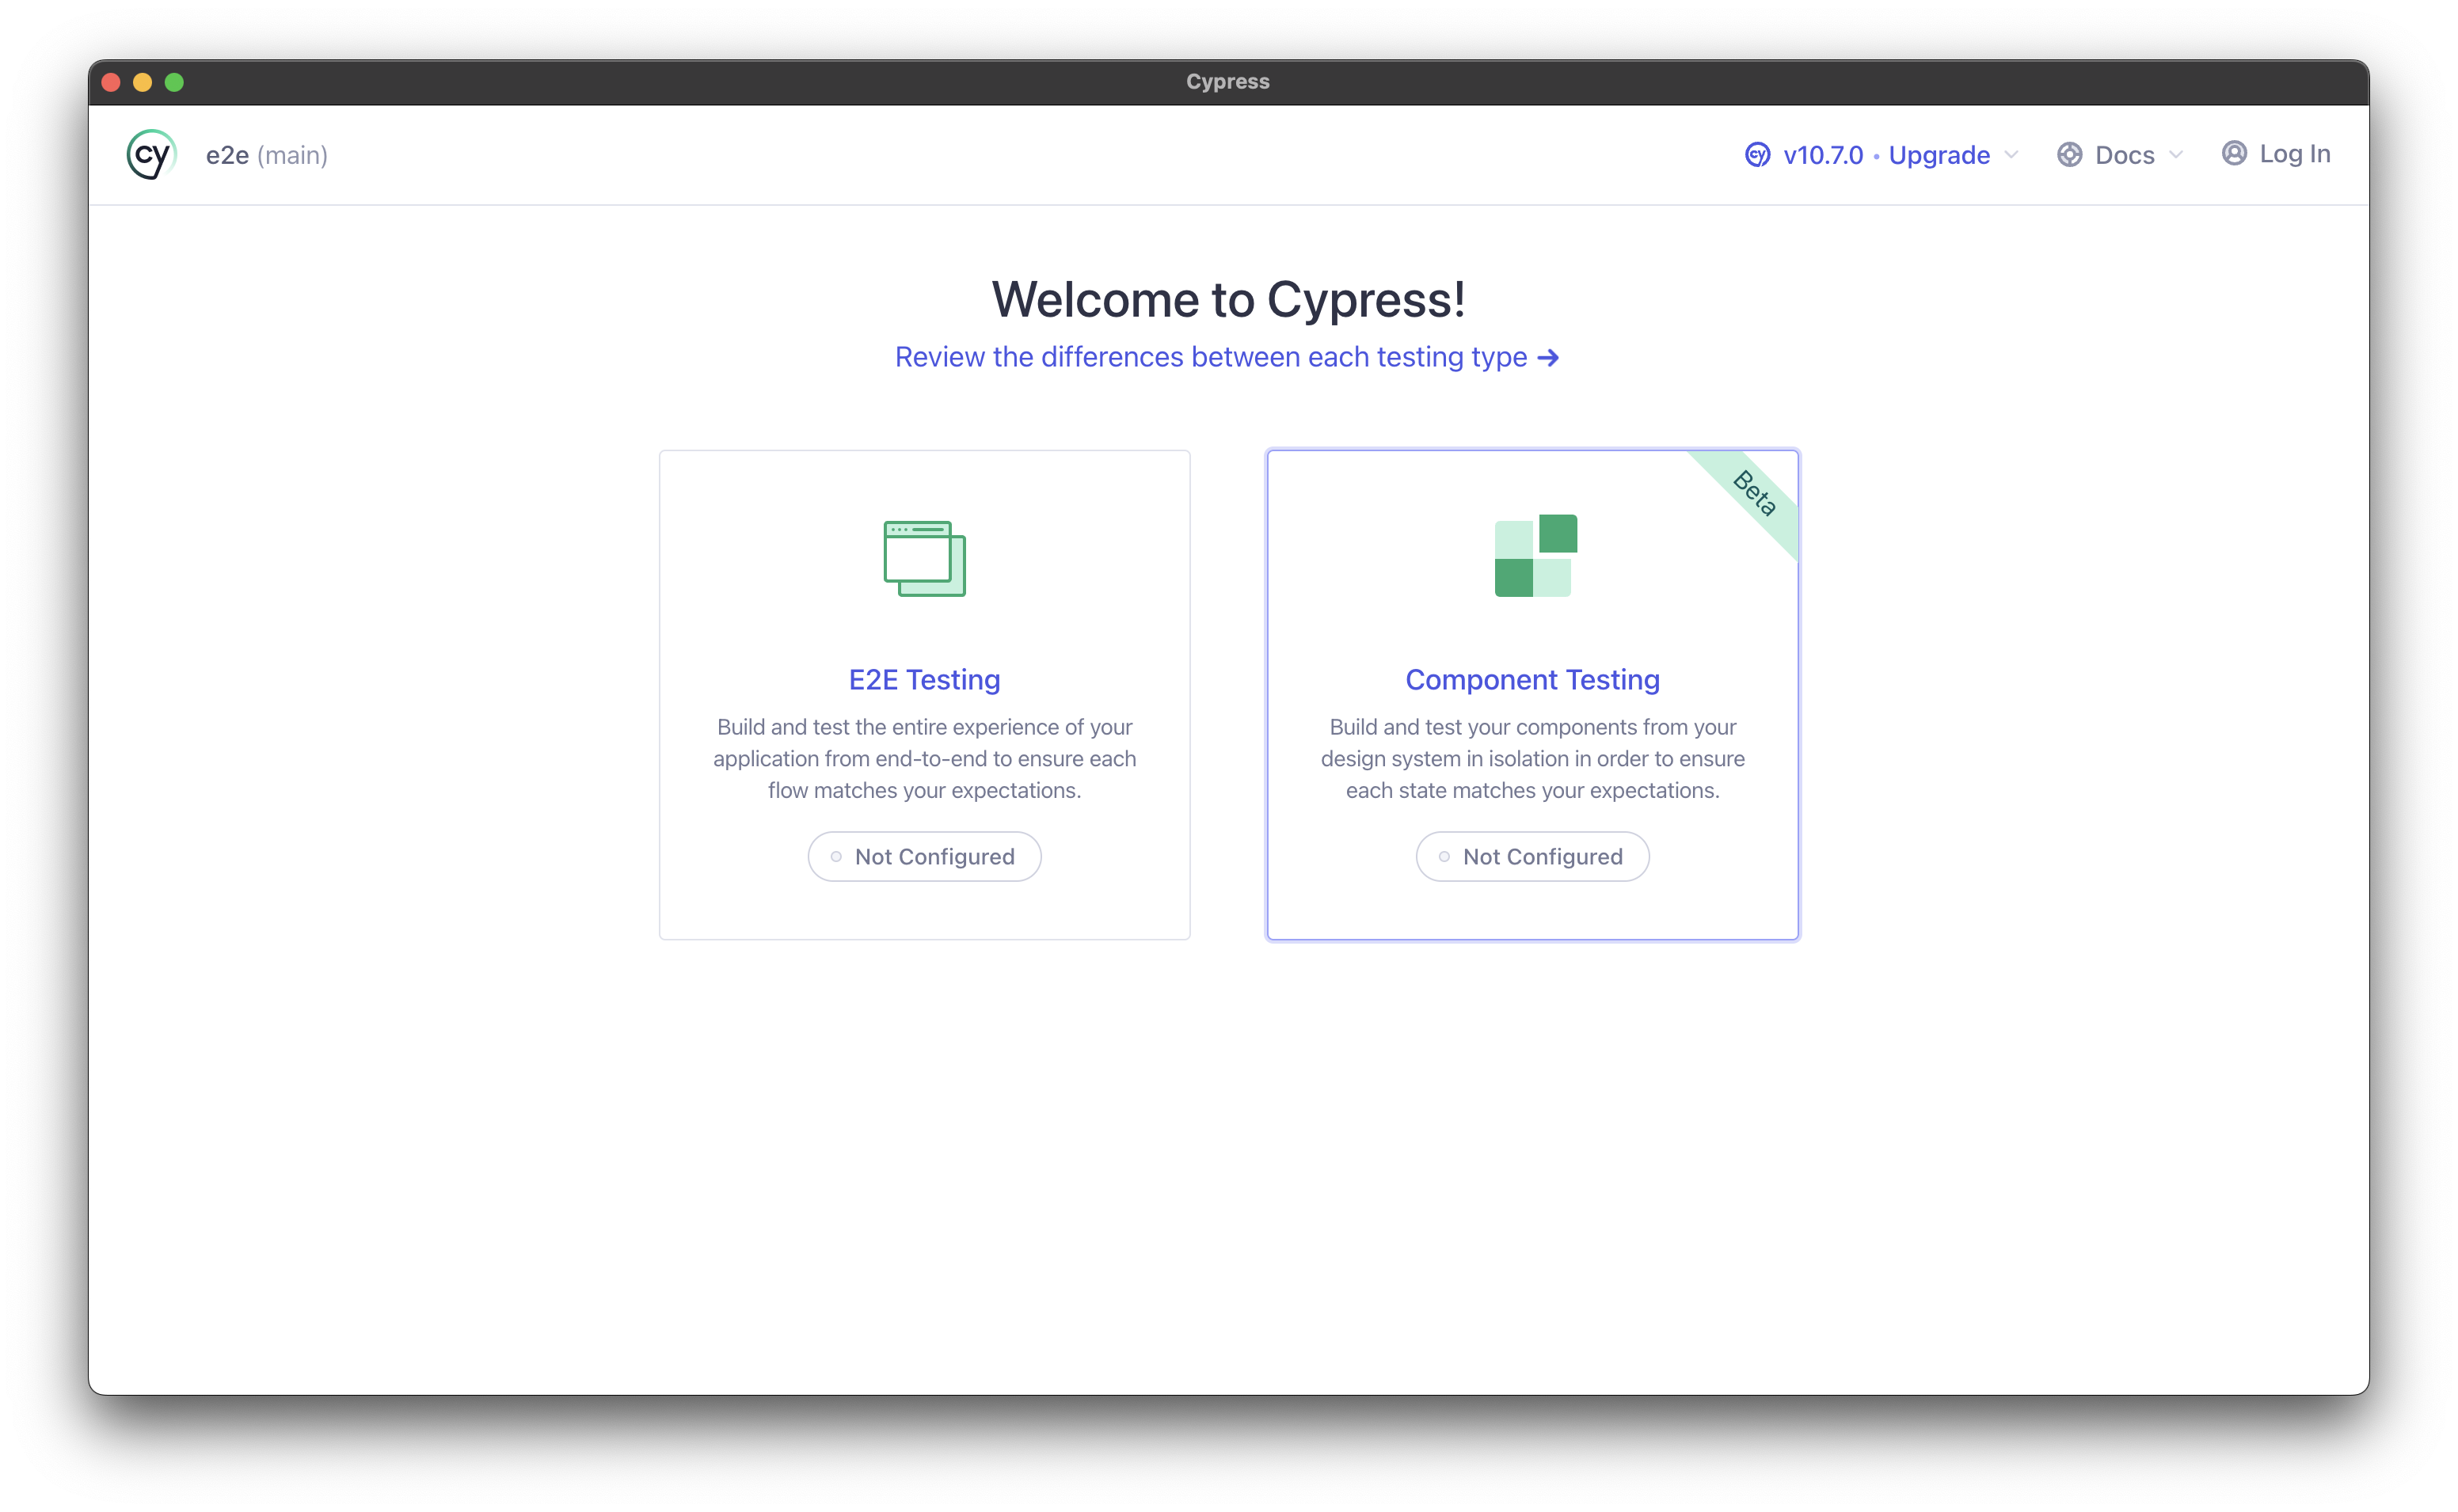 Cypress
cy e2e (main)
cy v10.7.0 • Upgrade Docs Log In
Welcome to Cypress!
Review the differences between each testing type →
Beta
E2E Testing
Build and test the entire experience of your
application from end-to-end to ensure each
flow matches your expectations.
Not Configured
Component Testing
Build and test your components from your
design system in isolation in order to ensure
each state matches your expectations.
Not Configured